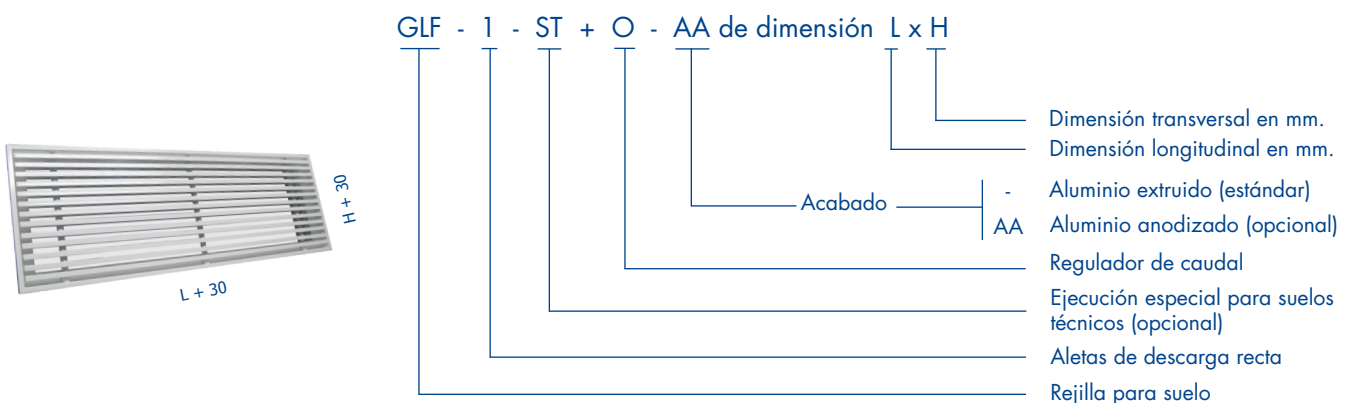 GLF - 1 - ST + O - AA de dimensión L x H
Dimensión transversal en mm.
Dimensión longitudinal en mm.
Acabado
- Aluminio extruido (estándar)
AA Aluminio anodizado (opcional)
Regulador de caudal
Ejecución especial para suelos
técnicos (opcional)
Aletas de descarga recta
Rejilla para suelo
H + 30
L + 30